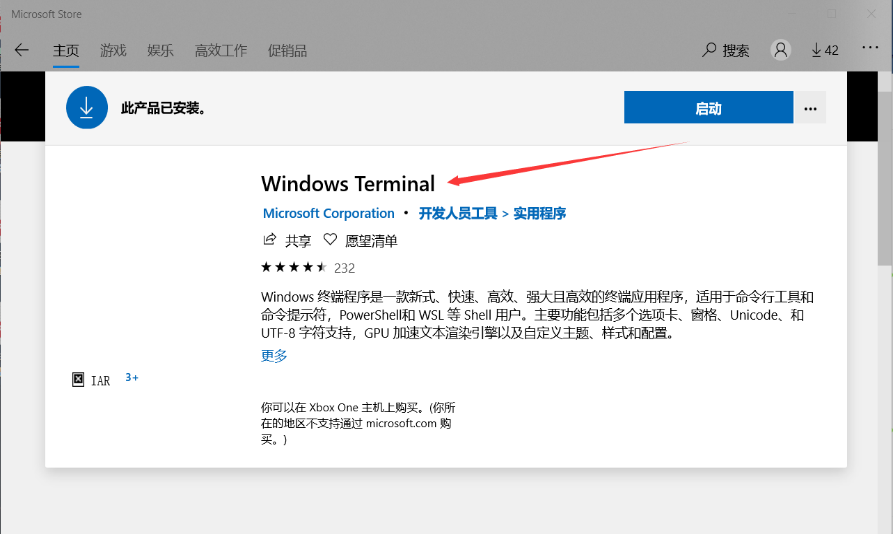 Microsoft Store
主页 游戏 娱乐 高效工作 促销品 搜索 42
此产品已安装。 启动
Windows Terminal
Microsoft Corporation • 开发人员工具 > 实用程序
共享 愿望清单
232
Windows 终端程序是一款新式、快速、高效、强大且高效的终端应用程序，适用于命令行工具和
命令提示符，PowerShell和 WSL 等 Shell 用户。主要功能包括多个选项卡、窗格、Unicode、和
UTF-8 字符支持，GPU 加速文本渲染引擎以及自定义主题、样式和配置。
更多
IAR 3+
你可以在 Xbox One 主机上购买。(你所
在的地区不支持通过 microsoft.com 购
买。)